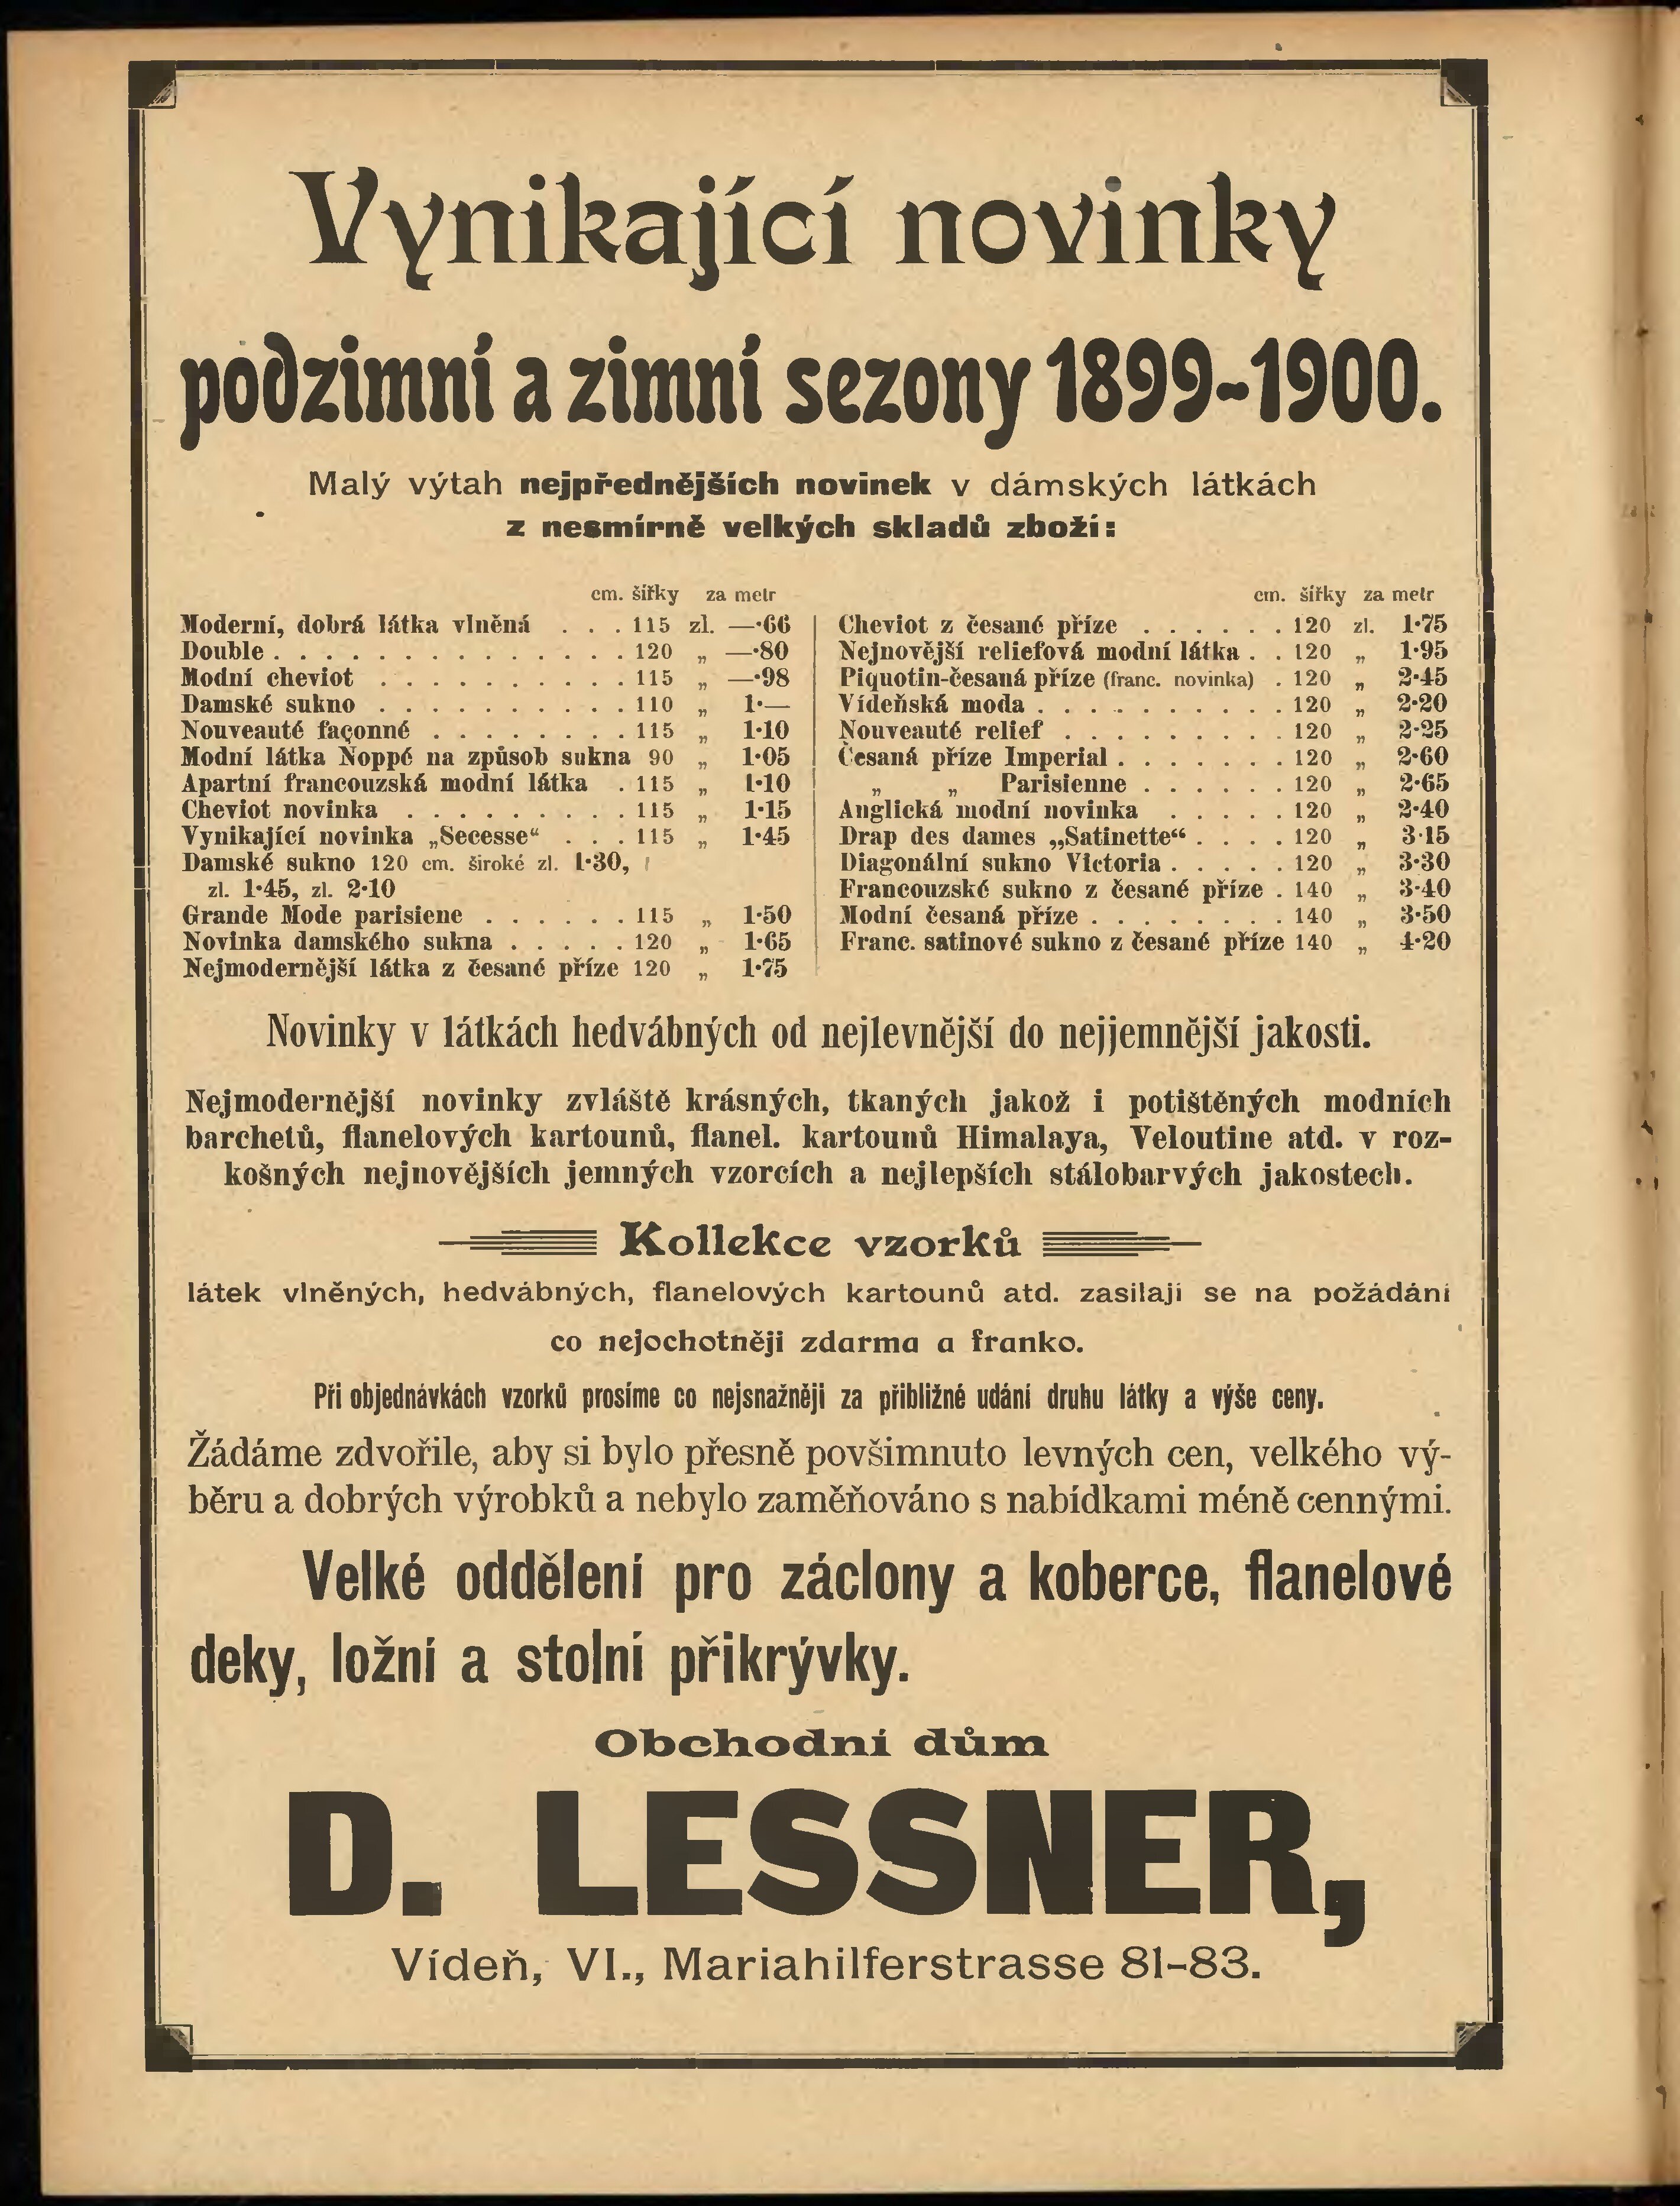 Vynikající novinky
podzimní a zimní sezony 1899-1900.
Malý výtah nejpřednějších novinek v dámských látkách
z nesmírně velkých skladů zboží:
cm. šířky za metr
Moderní, dobrá látka vlněná . . . 115 zl. —·66
Double . . . . . . . . . . . . . . 120 „ —·80
Modní cheviot . . . . . . . . . . 115 „ —·98
Damské sukno . . . . . . . . . . 110 „ 1·—
Nouveauté façonné . . . . . . . . 115 „ 1·10
Modní látka Noppé na způsob sukna 90 „ 1·05
Apartní francouzská modní látka . 115 „ 1·10
Cheviot novinka . . . . . . . . . 115 „ 1·15
Vynikající novinka „Secesse“ . . . 115 „ 1·45
Damské sukno 120 cm. široké zl. 1·30,
zl. 1·45, zl. 2·10
Grande Mode parisiene . . . . . . 115 „ 1·50
Novinka damského sukna . . . . . 120 „ 1·65
Nejmodernější látka z česané příze 120 „ 1·75
cm. šířky za metr
Cheviot z česané příze . . . . . . 120 zl. 1·75
Nejnovější reliefová modní látka . . 120 „ 1·95
Piquotin-česaná příze (franc. novinka) . 120 „ 2·45
Vídeňská moda . . . . . . . . . . 120 „ 2·20
Nouveauté relief . . . . . . . . . 120 „ 2·25
Česaná příze Imperial . . . . . . . 120 „ 2·60
„ „ Parisienne . . . . . . 120 „ 2·65
Anglická modní novinka . . . . . 120 „ 2·40
Drap des dames „Satinette“ . . . . 120 „ 3·15
Diagonální sukno Victoria . . . . . 120 „ 3·30
Francouzské sukno z česané příze . 140 „ 3·40
Modní česaná příze . . . . . . . . 140 „ 3·50
Franc. satinové sukno z česané příze 140 „ 4·20
Novinky v látkách hedvábných od nejlevnější do nejjemnější jakosti.
Nejmodernější novinky zvláště krásných, tkaných jakož i potištěných modních
barchetů, flanelových kartounů, flanel. kartounů Himalaya, Veloutine atd. v roz-
košných nejnovějších jemných vzorcích a nejlepších stálobarvých jakostech.
Kollekce vzorků
látek vlněných, hedvábných, flanelových kartounů atd. zasílají se na požádání
co nejochotněji zdarma a franko.
Při objednávkách vzorků prosíme co nejsnažněji za přibližné udání druhu látky a výše ceny.
Žádáme zdvořile, aby si bylo přesně povšimnuto levných cen, velkého vý-
běru a dobrých výrobků a nebylo zaměňováno s nabídkami méně cennými.
Velké oddělení pro záclony a koberce, flanelové
deky, ložní a stolní přikrývky.
Obchodní dům
D. LESSNER,
Vídeň, VI., Mariahilferstrasse 81-83.